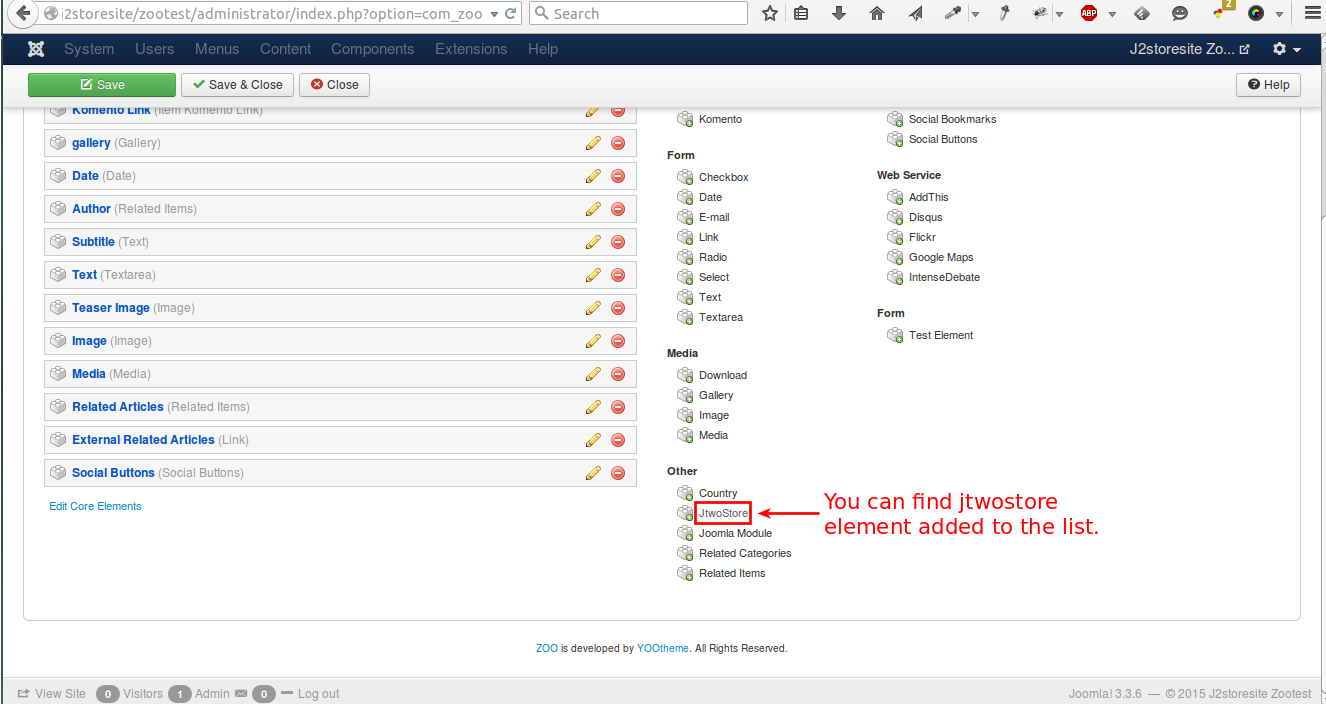 l2storesite/zootest/administrator/index.php?option=com_zoo
Search
ABP
2
System Users Menus Content Components Extensions Help
J2storesite Zo...
Save
Save & Close
Close
Help
Komento Link (Item Komento Link)
gallery (Gallery)
Date (Date)
Author (Related Items)
Subtitle (Text)
Text (Textarea)
Teaser Image (Image)
Image (Image)
Media (Media)
Related Articles (Related Items)
External Related Articles (Link)
Social Buttons (Social Buttons)
Edit Core Elements
Komento
Form
Checkbox
Date
E-mail
Link
Radio
Select
Text
Textarea
Media
Download
Gallery
Image
Media
Other
Country
JtwoStore
Joomla Module
Related Categories
Related Items
Social Bookmarks
Social Buttons
Web Service
AddThis
Disqus
Flickr
Google Maps
IntenseDebate
Form
Test Element
You can find jtwostore
element added to the list.
ZOO is developed by YOOtheme. All Rights Reserved.
View Site 0 Visitors 1 Admin 0 Log out
Joomla! 3.3.6 — © 2015 J2storesite Zootest